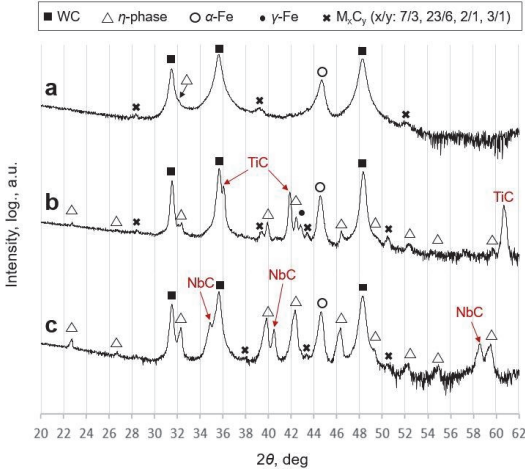 ■ WC △ η-phase ○ α-Fe ● γ-Fe ✖ MxCy (x/y: 7/3, 23/6, 2/1, 3/1)
a
TiC
b
TiC
NbC
NbC
c
NbC
Intensity, log., a.u.
20 22 24 26 28 30 32 34 36 38 40 42 44 46 48 50 52 54 56 58 60 62
2θ, deg